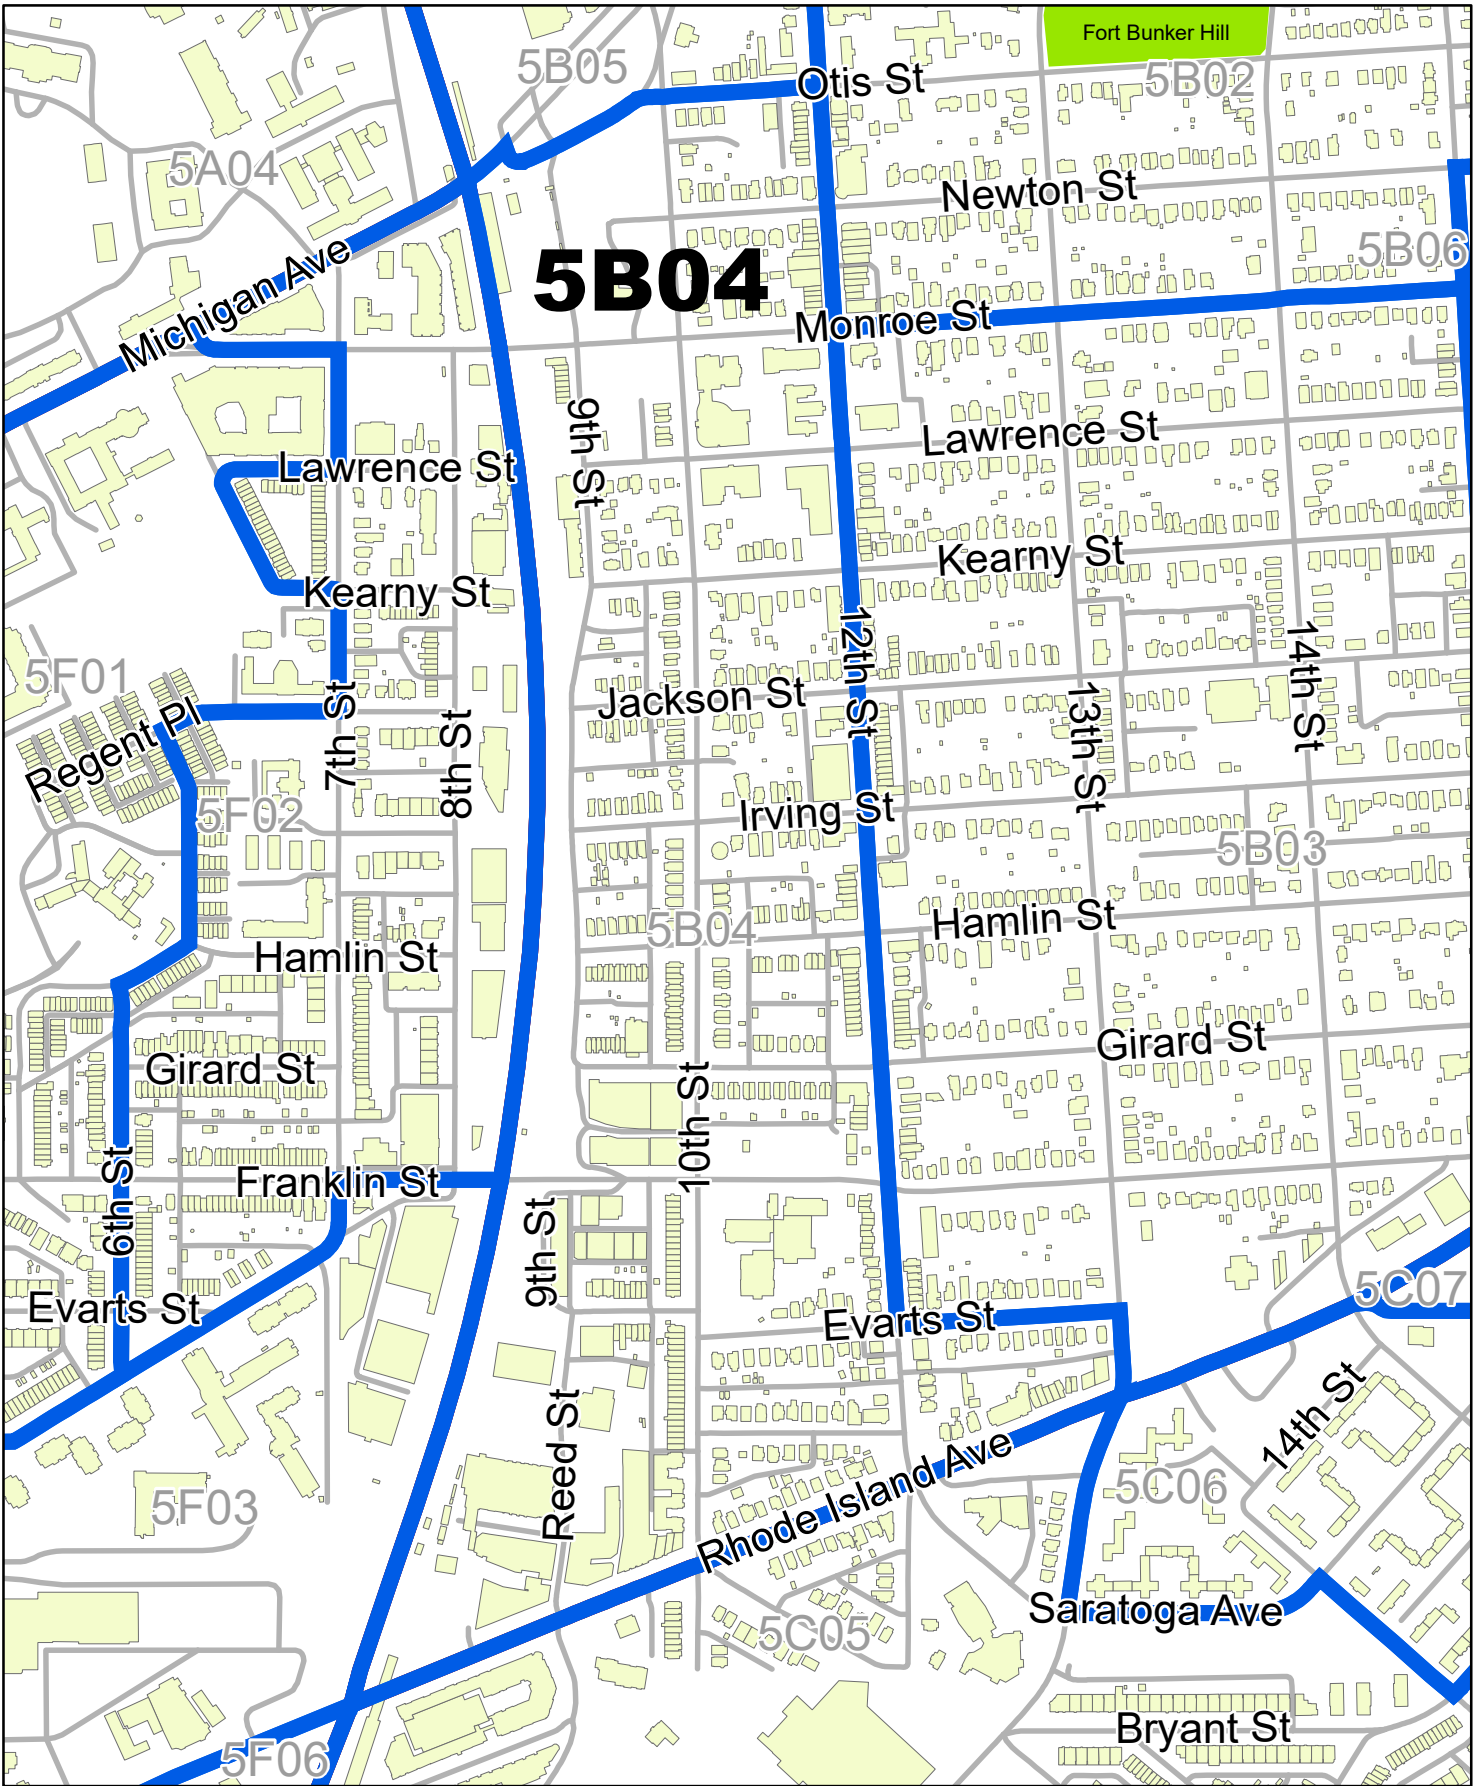 Fort Bunker Hill
5B05
Otis St
5B02
5A04
Newton St
5B06
Michigan Ave
5B04
Monroe St
9th St
Lawrence St
Lawrence St
Kearny St
Kearny St
12th St
14th St
5F01
Jackson St
13th St
Regent Pl
7th St
8th St
5F02
Irving St
5B03
Hamlin St
5B04
Hamlin St
Girard St
Girard St
10th St
6th St
Franklin St
9th St
Evarts St
Evarts St
5C07
Reed St
14th St
Rhode Island Ave
5C06
5F03
Saratoga Ave
5C05
Bryant St
5F06